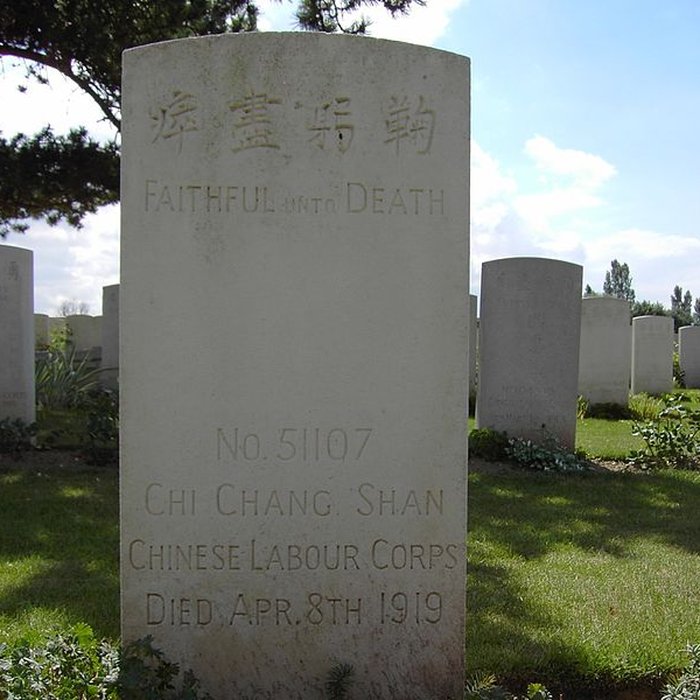 鞠躬盡瘁
FAITHFUL UNTO DEATH
No. 51107
CHI CHANG SHAN
CHINESE LABOUR CORPS
DIED APR. 8TH 1919